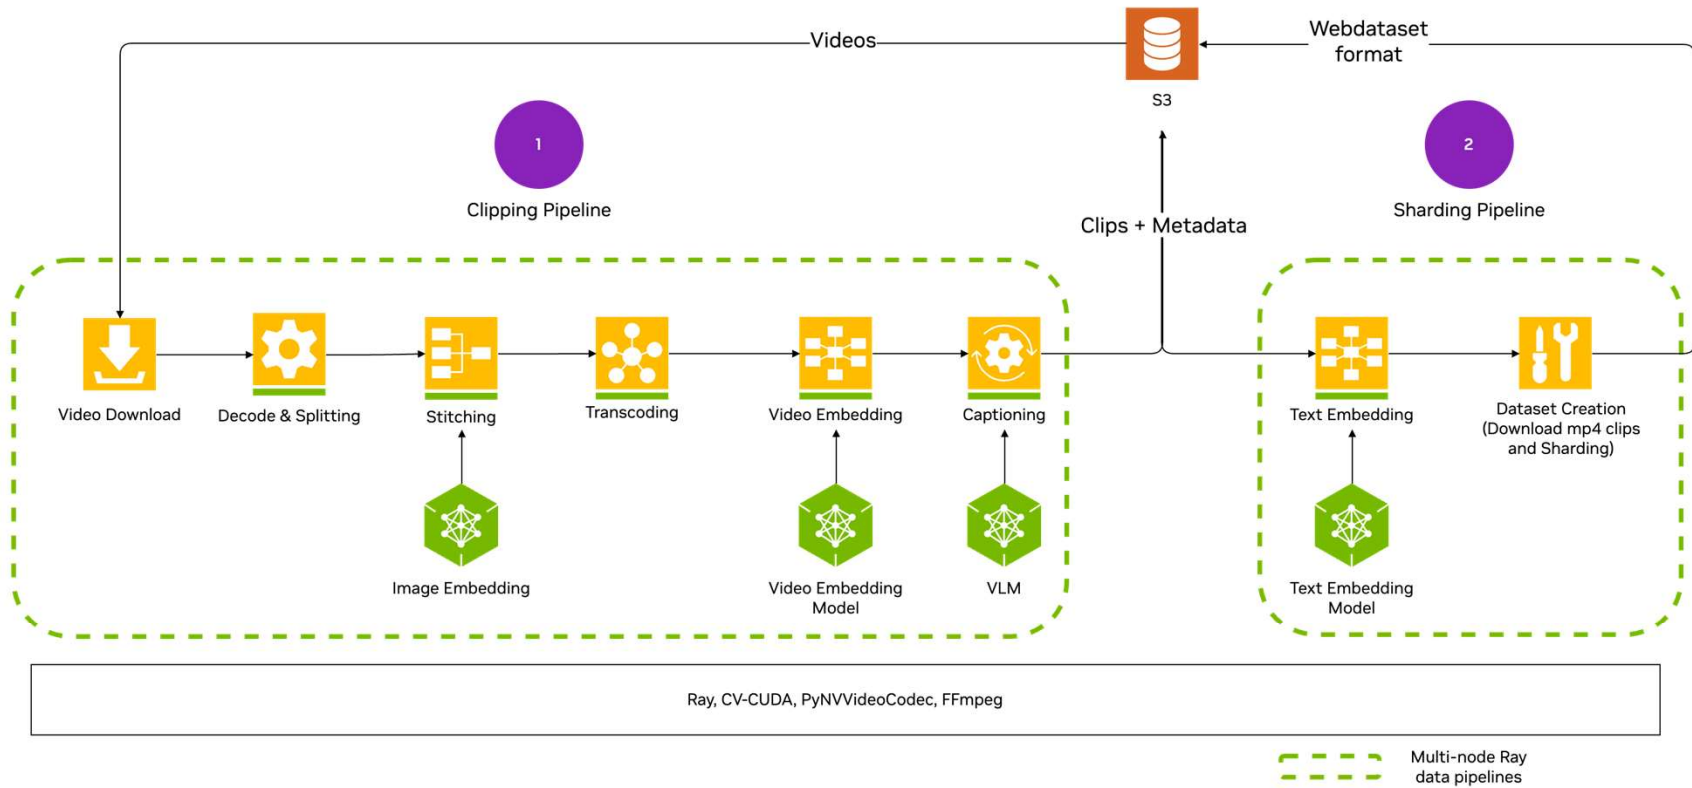 Videos
Webdataset
format
S3
1
2
Clipping Pipeline
Sharding Pipeline
Clips + Metadata
Video Download
Decode & Splitting
Stitching
Transcoding
Video Embedding
Captioning
Text Embedding
Dataset Creation
(Download mp4 clips
and Sharding)
Image Embedding
Video Embedding
Model
VLM
Text Embedding
Model
Ray, CV-CUDA, PyNVVideoCodec, FFmpeg
Multi-node Ray
data pipelines